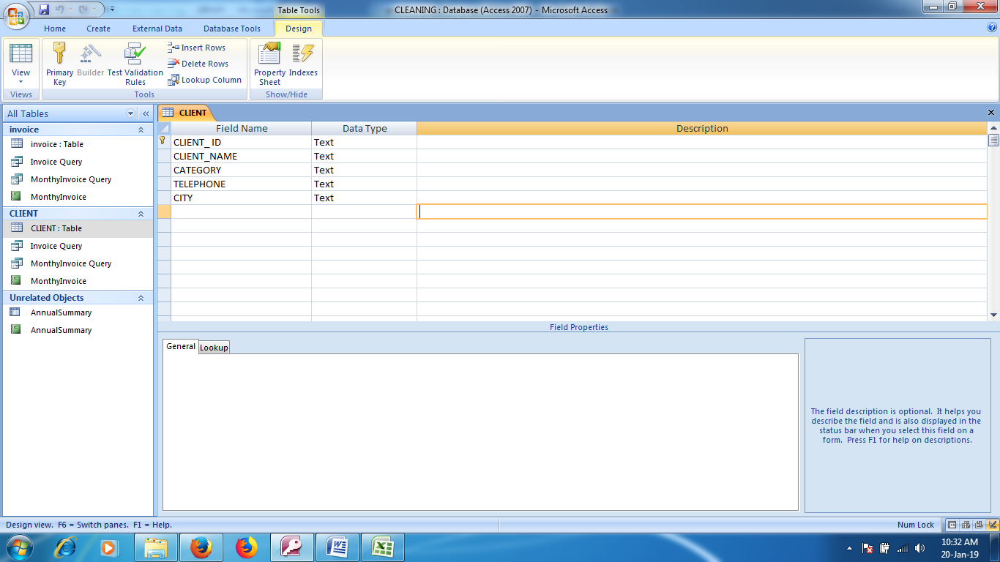 Table Tools
CLEANING : Database (Access 2007) - Microsoft Access
Home Create External Data Database Tools Design
View
Primary Key
Builder
Test Validation Rules
Insert Rows
Delete Rows
Lookup Column
Property Sheet
Indexes
Views
Tools
Show/Hide
All Tables
invoice
invoice : Table
Invoice Query
MonthyInvoice Query
MonthyInvoice
CLIENT
CLIENT : Table
Invoice Query
MonthyInvoice Query
MonthyInvoice
Unrelated Objects
AnnualSummary
AnnualSummary
CLIENT
Field Name Data Type Description
CLIENT_ ID Text
CLIENT_NAME Text
CATEGORY Text
TELEPHONE Text
CITY Text
Field Properties
General Lookup
The field description is optional. It helps you
describe the field and is also displayed in the
status bar when you select this field on a
form. Press F1 for help on descriptions.
Design view. F6 = Switch panes. F1 = Help.
Num Lock
10:32 AM
20-Jan-19